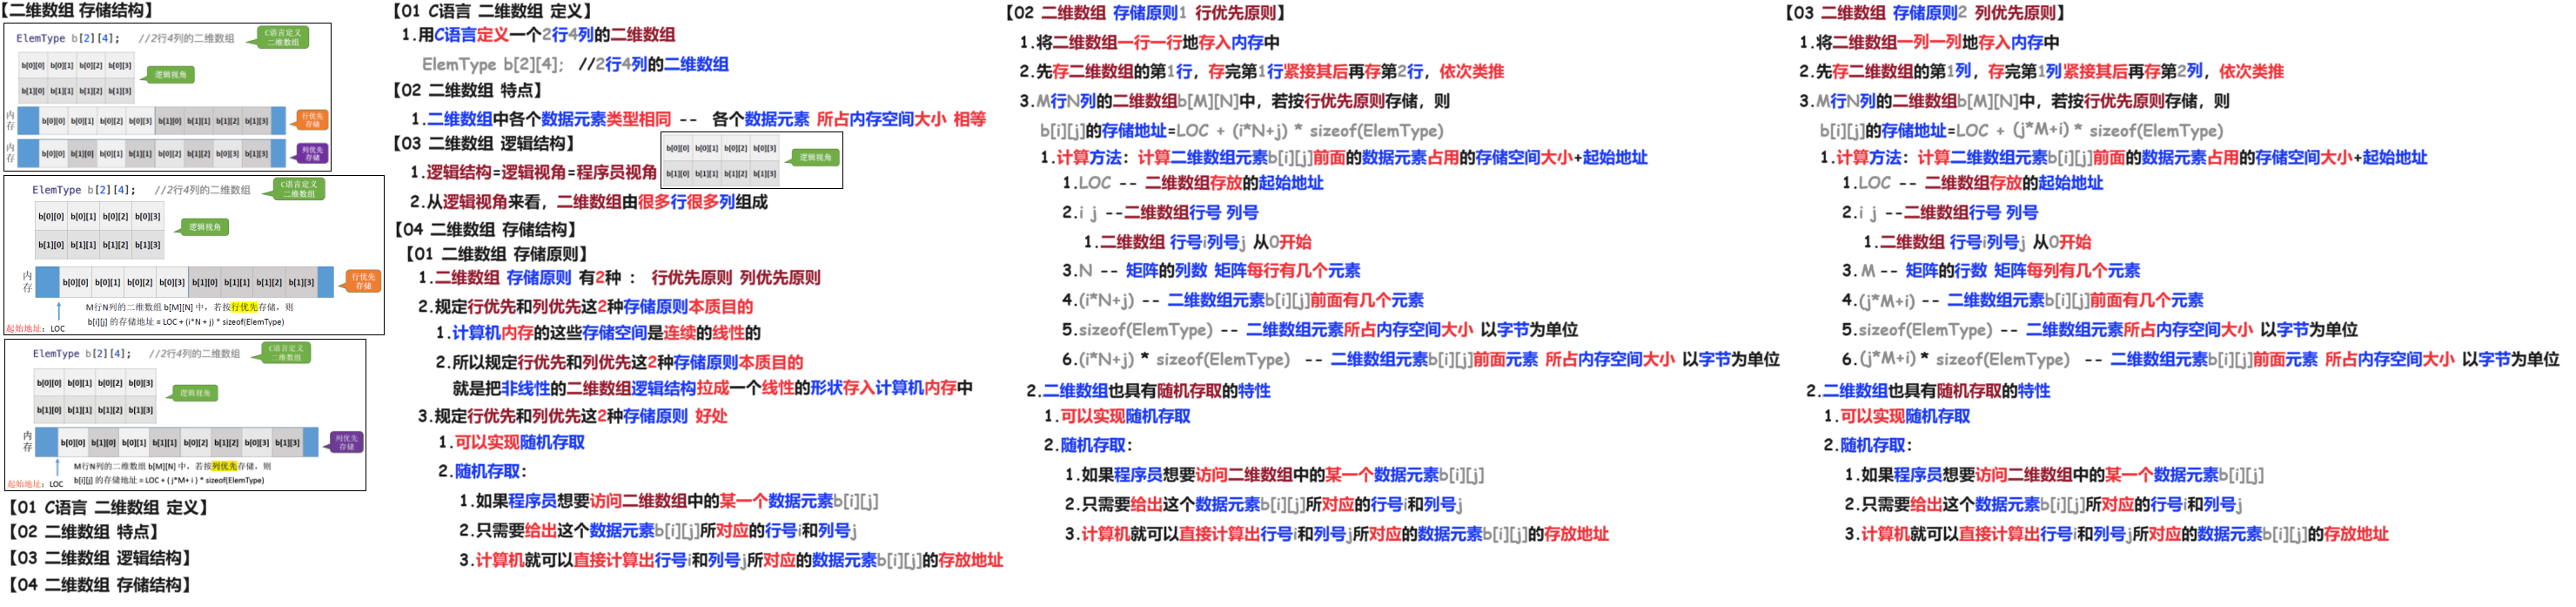 【二维数组 存储结构】
ElemType b[2][4]; //2行4列的二维数组
C语言定义
二维数组
b[0][0] b[0][1] b[0][2] b[0][3]
b[1][0] b[1][1] b[1][2] b[1][3]
逻辑视角
内存
b[0][0] b[0][1] b[0][2] b[0][3] b[1][0] b[1][1] b[1][2] b[1][3]
行优先
存储
b[0][0] b[1][0] b[0][1] b[1][1] b[0][2] b[1][2] b[0][3] b[1][3]
列优先
存储
ElemType b[2][4]; //2行4列的二维数组
C语言定义
二维数组
b[0][0] b[0][1] b[0][2] b[0][3]
b[1][0] b[1][1] b[1][2] b[1][3]
逻辑视角
内存
b[0][0] b[0][1] b[0][2] b[0][3] b[1][0] b[1][1] b[1][2] b[1][3]
行优先
存储
M行N列的二维数组 b[M][N] 中，若按行优先存储，则
起始地址：LOC
b[i][j] 的存储地址 = LOC + (i*N + j) * sizeof(ElemType)
ElemType b[2][4]; //2行4列的二维数组
C语言定义
二维数组
b[0][0] b[0][1] b[0][2] b[0][3]
b[1][0] b[1][1] b[1][2] b[1][3]
逻辑视角
内存
b[0][0] b[1][0] b[0][1] b[1][1] b[0][2] b[1][2] b[0][3] b[1][3]
列优先
存储
M行N列的二维数组 b[M][N] 中，若按列优先存储，则
起始地址：LOC
b[i][j] 的存储地址 = LOC + ( j*M+ i ) * sizeof(ElemType)
【01 C语言 二维数组 定义】
【02 二维数组 特点】
【03 二维数组 逻辑结构】
【04 二维数组 存储结构】
【01 C语言 二维数组 定义】
1.用C语言定义一个2行4列的二维数组
ElemType b[2][4]; //2行4列的二维数组
【02 二维数组 特点】
1.二维数组中各个数据元素类型相同 -- 各个数据元素 所占内存空间大小 相等
【03 二维数组 逻辑结构】
1.逻辑结构=逻辑视角=程序员视角
b[0][0] b[0][1] b[0][2] b[0][3]
b[1][0] b[1][1] b[1][2] b[1][3]
逻辑视角
2.从逻辑视角来看，二维数组由很多行很多列组成
【04 二维数组 存储结构】
【01 二维数组 存储原则】
1.二维数组 存储原则 有2种 ： 行优先原则 列优先原则
2.规定行优先和列优先这2种存储原则本质目的
1.计算机内存的这些存储空间是连续的线性的
2.所以规定行优先和列优先这2种存储原则本质目的
就是把非线性的二维数组逻辑结构拉成一个线性的形状存入计算机内存中
3.规定行优先和列优先这2种存储原则 好处
1.可以实现随机存取
2.随机存取：
1.如果程序员想要访问二维数组中的某一个数据元素b[i][j]
2.只需要给出这个数据元素b[i][j]所对应的行号i和列号j
3.计算机就可以直接计算出行号i和列号j所对应的数据元素b[i][j]的存放地址
【02 二维数组 存储原则1 行优先原则】
1.将二维数组一行一行地存入内存中
2.先存二维数组的第1行，存完第1行紧接其后再存第2行，依次类推
3.M行N列的二维数组b[M][N]中，若按行优先原则存储，则
b[i][j]的存储地址=LOC + (i*N+j) * sizeof(ElemType)
1.计算方法：计算二维数组元素b[i][j]前面的数据元素占用的存储空间大小+起始地址
1.LOC -- 二维数组存放的起始地址
2.i j --二维数组行号 列号
1.二维数组 行号i列号j 从0开始
3.N -- 矩阵的列数 矩阵每行有几个元素
4.(i*N+j) -- 二维数组元素b[i][j]前面有几个元素
5.sizeof(ElemType) -- 二维数组元素所占内存空间大小 以字节为单位
6.(i*N+j) * sizeof(ElemType) -- 二维数组元素b[i][j]前面元素 所占内存空间大小 以字节为单位
2.二维数组也具有随机存取的特性
1.可以实现随机存取
2.随机存取：
1.如果程序员想要访问二维数组中的某一个数据元素b[i][j]
2.只需要给出这个数据元素b[i][j]所对应的行号i和列号j
3.计算机就可以直接计算出行号i和列号j所对应的数据元素b[i][j]的存放地址
【03 二维数组 存储原则2 列优先原则】
1.将二维数组一列一列地存入内存中
2.先存二维数组的第1列，存完第1列紧接其后再存第2列，依次类推
3.M行N列的二维数组b[M][N]中，若按行优先原则存储，则
b[i][j]的存储地址=LOC + (j*M+i) * sizeof(ElemType)
1.计算方法：计算二维数组元素b[i][j]前面的数据元素占用的存储空间大小+起始地址
1.LOC -- 二维数组存放的起始地址
2.i j --二维数组行号 列号
1.二维数组 行号i列号j 从0开始
3.M -- 矩阵的行数 矩阵每列有几个元素
4.(j*M+i) -- 二维数组元素b[i][j]前面有几个元素
5.sizeof(ElemType) -- 二维数组元素所占内存空间大小 以字节为单位
6.(j*M+i) * sizeof(ElemType) -- 二维数组元素b[i][j]前面元素 所占内存空间大小 以字节为单位
2.二维数组也具有随机存取的特性
1.可以实现随机存取
2.随机存取：
1.如果程序员想要访问二维数组中的某一个数据元素b[i][j]
2.只需要给出这个数据元素b[i][j]所对应的行号i和列号j
3.计算机就可以直接计算出行号i和列号j所对应的数据元素b[i][j]的存放地址